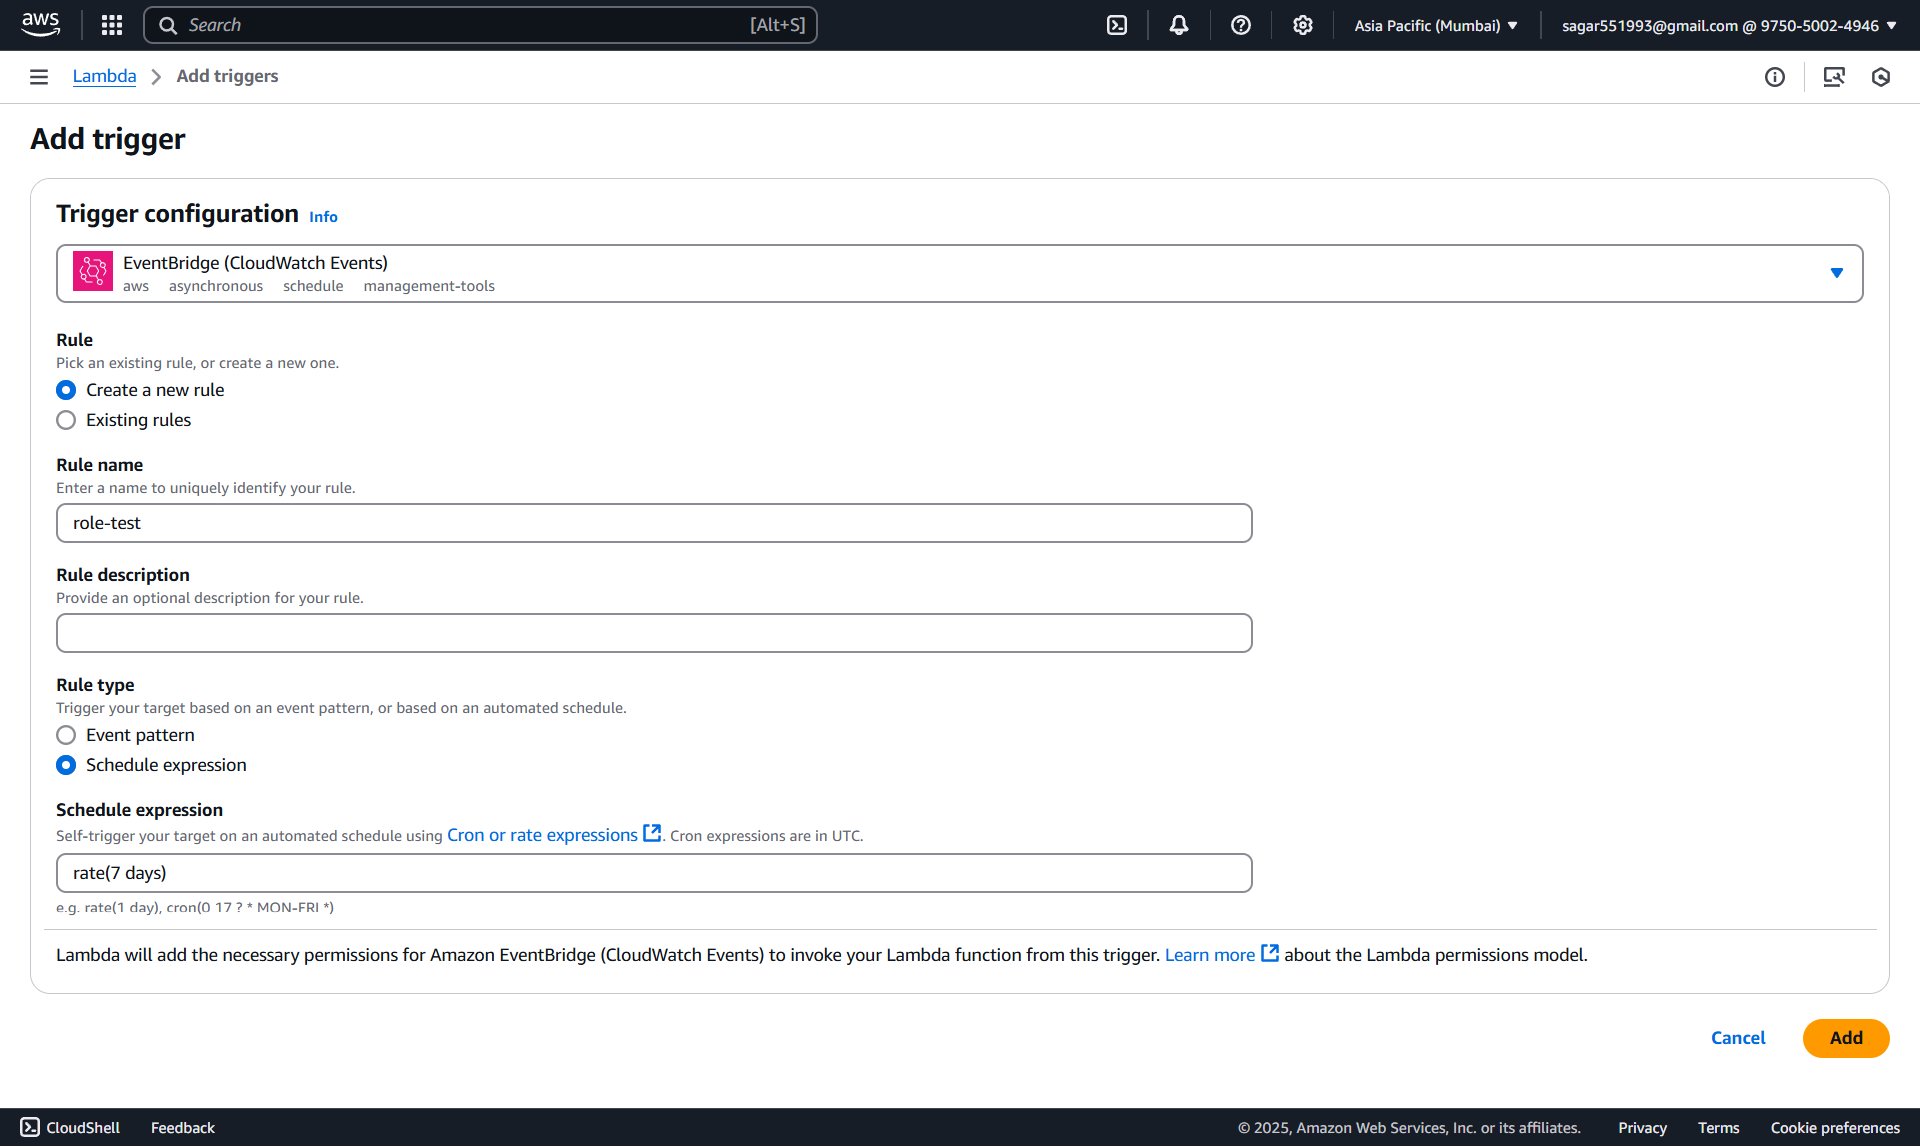 aws
Search
[Alt+S]
Asia Pacific (Mumbai)
sagar551993@gmail.com @ 9750-5002-4946
Lambda
Add triggers
Add trigger
Trigger configuration Info
EventBridge (CloudWatch Events)
aws asynchronous schedule management-tools
Rule
Pick an existing rule, or create a new one.
Create a new rule
Existing rules
Rule name
Enter a name to uniquely identify your rule.
role-test
Rule description
Provide an optional description for your rule.
Rule type
Trigger your target based on an event pattern, or based on an automated schedule.
Event pattern
Schedule expression
Schedule expression
Self-trigger your target on an automated schedule using Cron or rate expressions . Cron expressions are in UTC.
rate(7 days)
e.g. rate(1 day), cron(0 17 ? * MON-FRI *)
Lambda will add the necessary permissions for Amazon EventBridge (CloudWatch Events) to invoke your Lambda function from this trigger. Learn more about the Lambda permissions model.
Cancel
Add
CloudShell
Feedback
© 2025, Amazon Web Services, Inc. or its affiliates.
Privacy
Terms
Cookie preferences